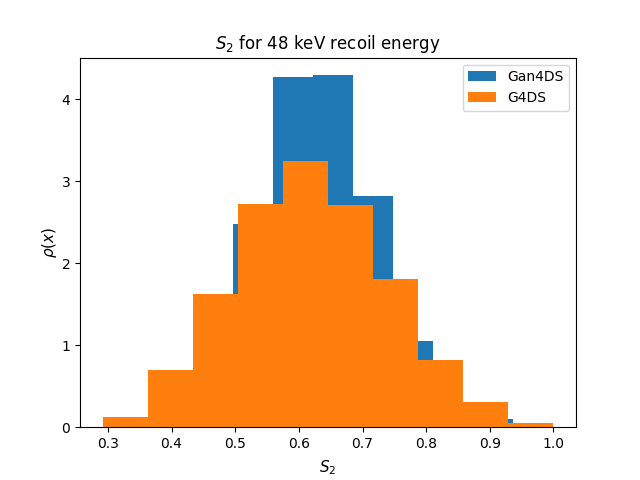 S₂ for 48 keV recoil energy
Gan4DS
G4DS
4
3
2
1
0
ρ(x)
0.3 0.4 0.5 0.6 0.7 0.8 0.9 1.0
S₂